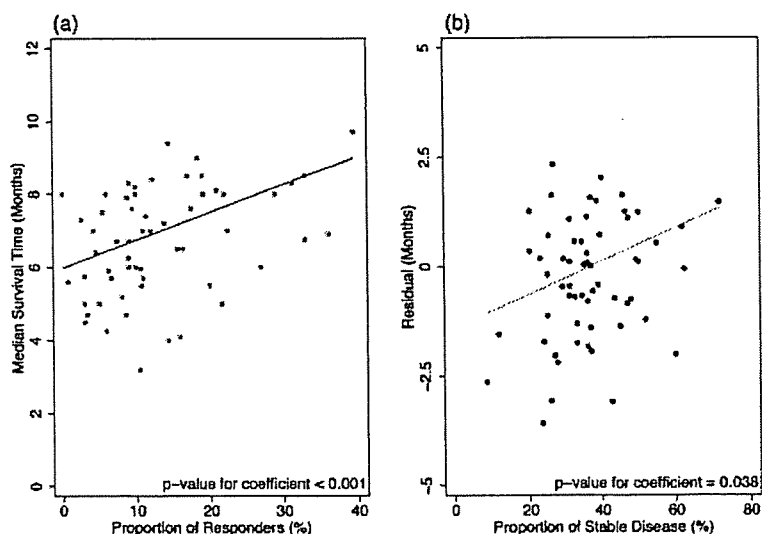 (a)
12
10
8
6
4
2
0
Median Survival Time (Months)
p-value for coefficient < 0.001
0
10
20
30
40
Proportion of Responders (%)
(b)
5
2.5
0
-2.5
-5
Residual (Months)
p-value for coefficient = 0.038
0
20
40
60
80
Proportion of Stable Disease (%)